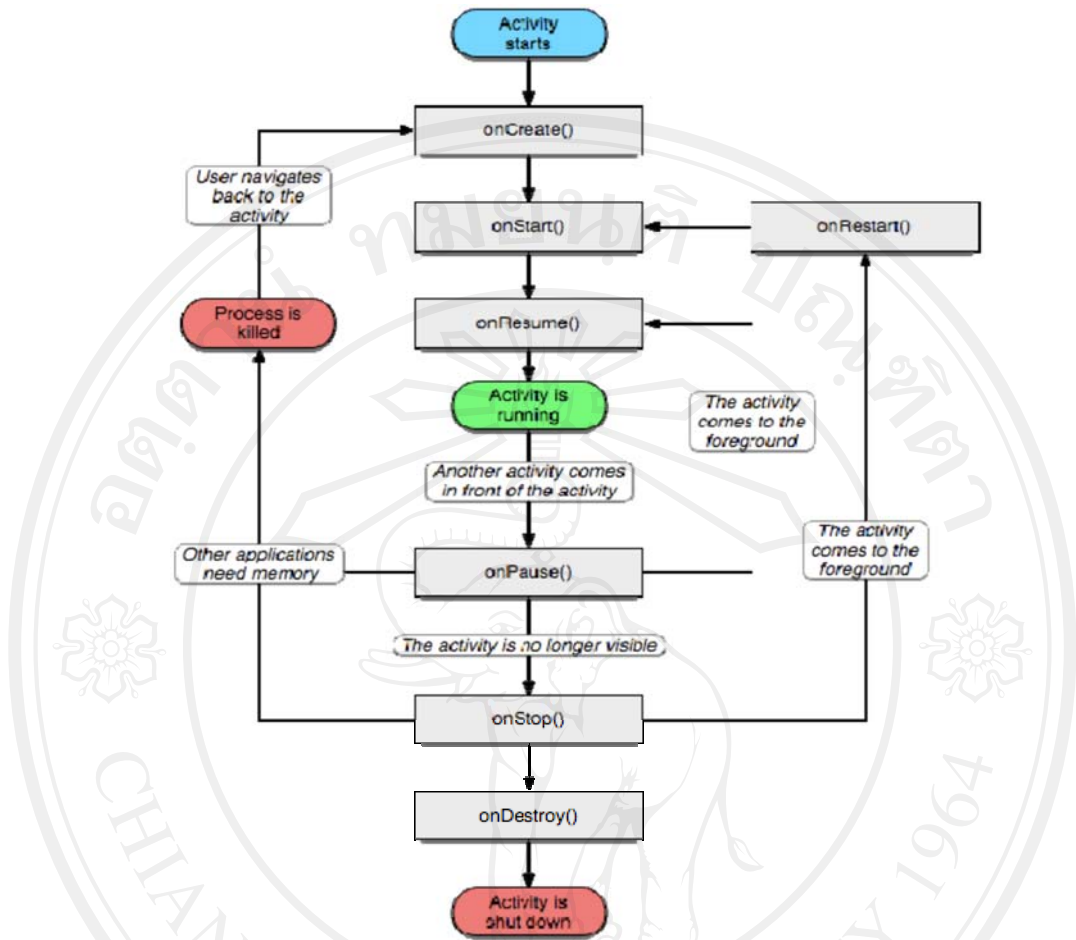 Activity
starts
onCreate()
User navigates
back to the
activity
onStart()
onRestart()
Process is
killed
onResume()
Activity is
running
The activity
comes to the
foreground
Another activity comes
in front of the activity
The activity
comes to the
foreground
Other applications
need memory
onPause()
The activity is no longer visible
onStop()
onDestroy()
Activity is
shut down
1964